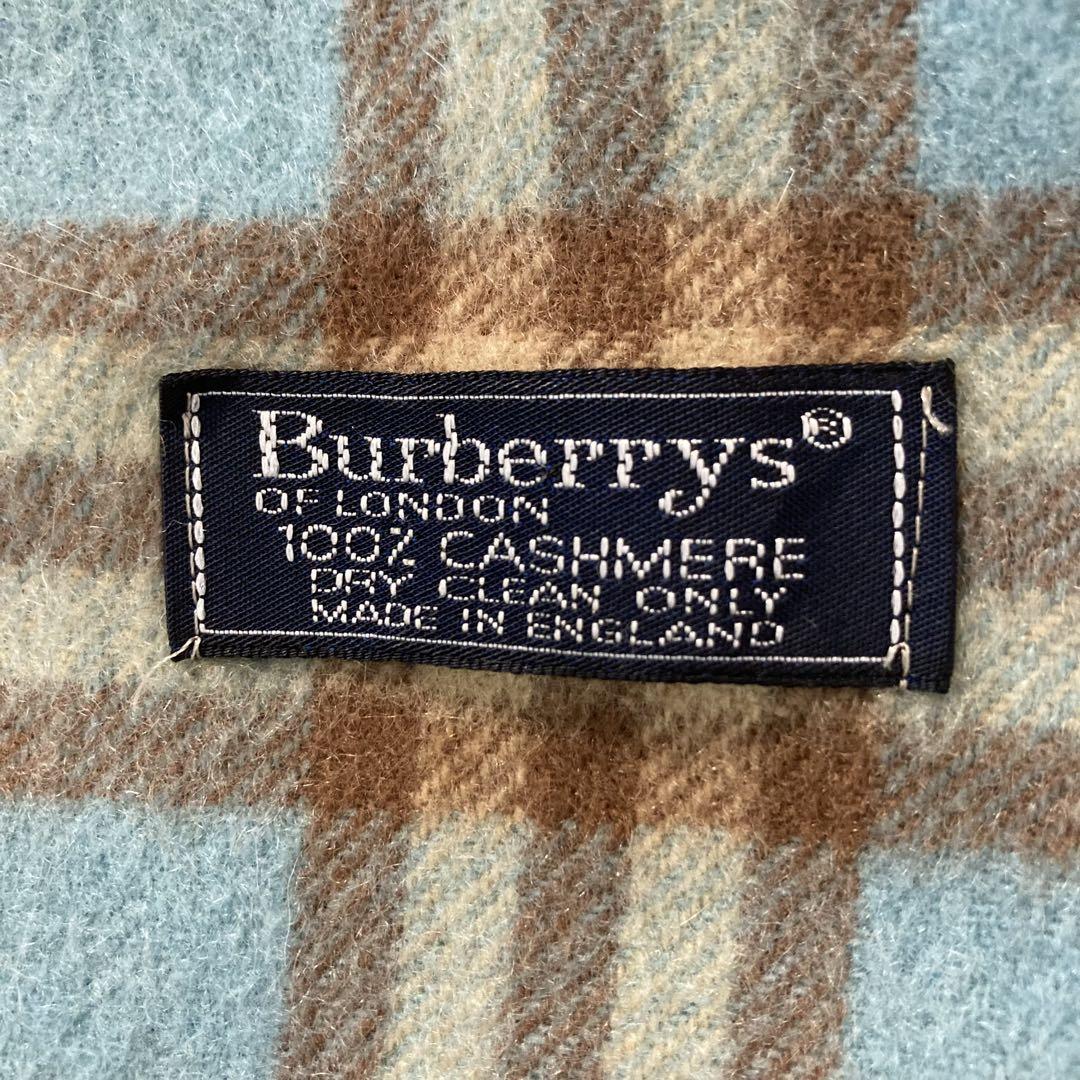 Burberrys®
OF LONDON
100% CASHMERE
DRY CLEAN ONLY
MADE IN ENGLAND